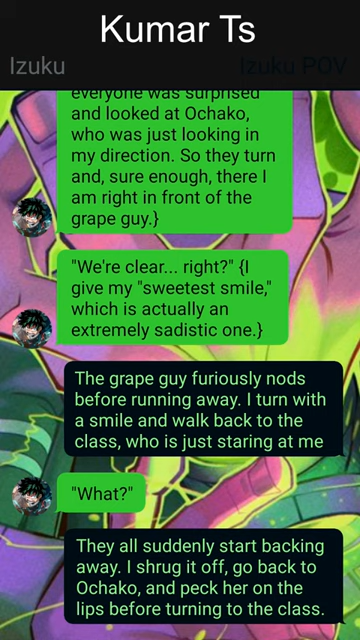 Kumar Ts
Izuku
Izuku POV
everyone was surprised
and looked at Ochako,
who was just looking in
my direction. So they turn
and, sure enough, there I
am right in front of the
grape guy.}
"We're clear... right?" {I
give my "sweetest smile,"
which is actually an
extremely sadistic one.}
The grape guy furiously nods
before running away. I turn with
a smile and walk back to the
class, who is just staring at me
"What?"
They all suddenly start backing
away. I shrug it off, go back to
Ochako, and peck her on the
lips before turning to the class.